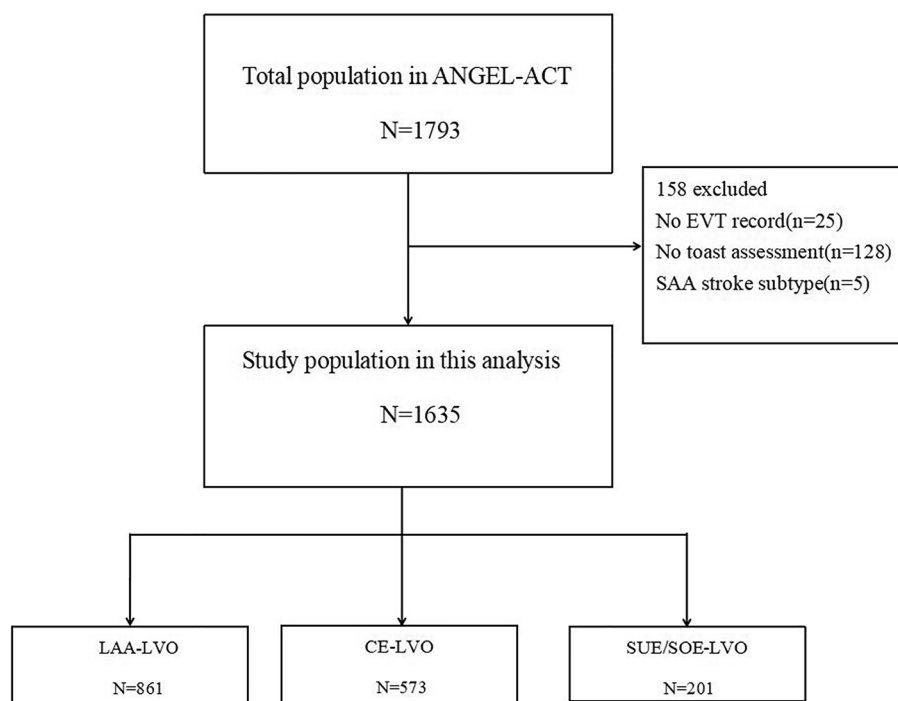 Total population in ANGEL-ACT
N=1793
158 excluded
No EVT record(n=25)
No toast assessment(n=128)
SAA stroke subtype(n=5)
Study population in this analysis
N=1635
LAA-LVO
N=861
CE-LVO
N=573
SUE/SOE-LVO
N=201